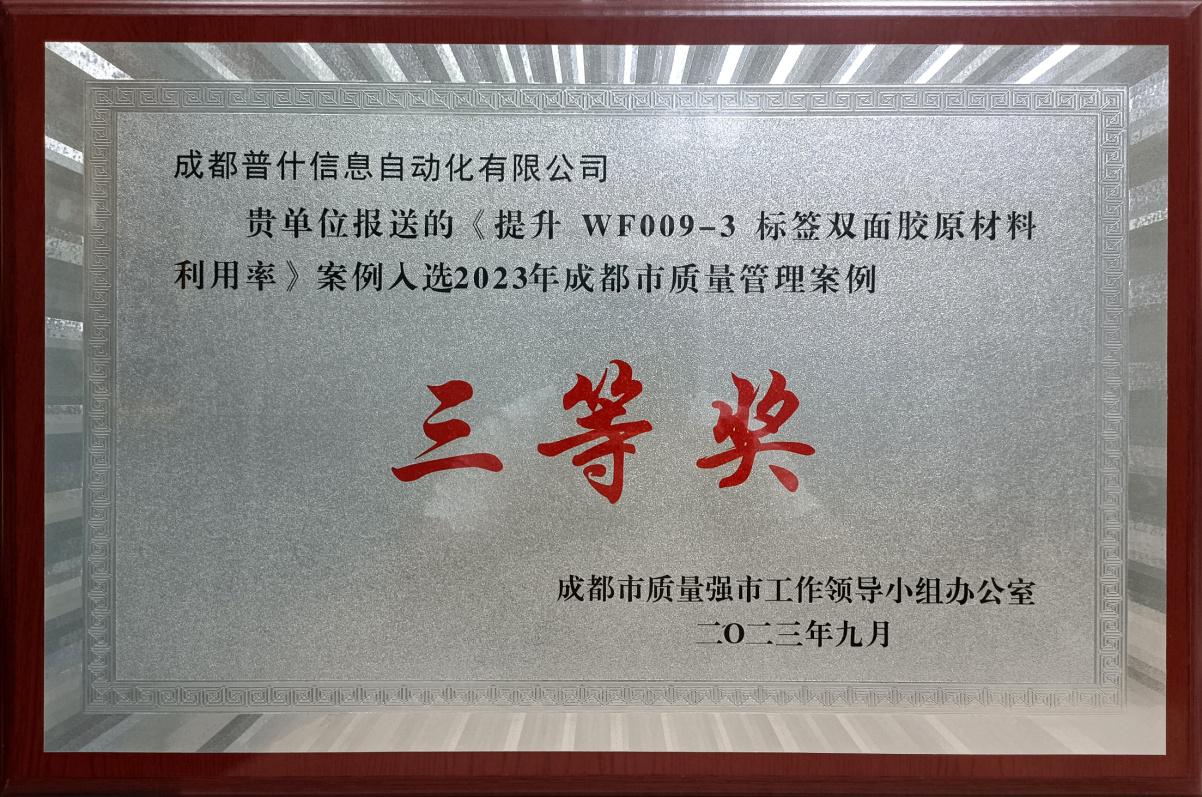 成都普什信息自动化有限公司
贵单位报送的《提升 WF009-3 标签双面胶原材料
利用率》案例入选2023年成都市质量管理案例
三等奖
成都市质量强市工作领导小组办公室
二O二三年九月